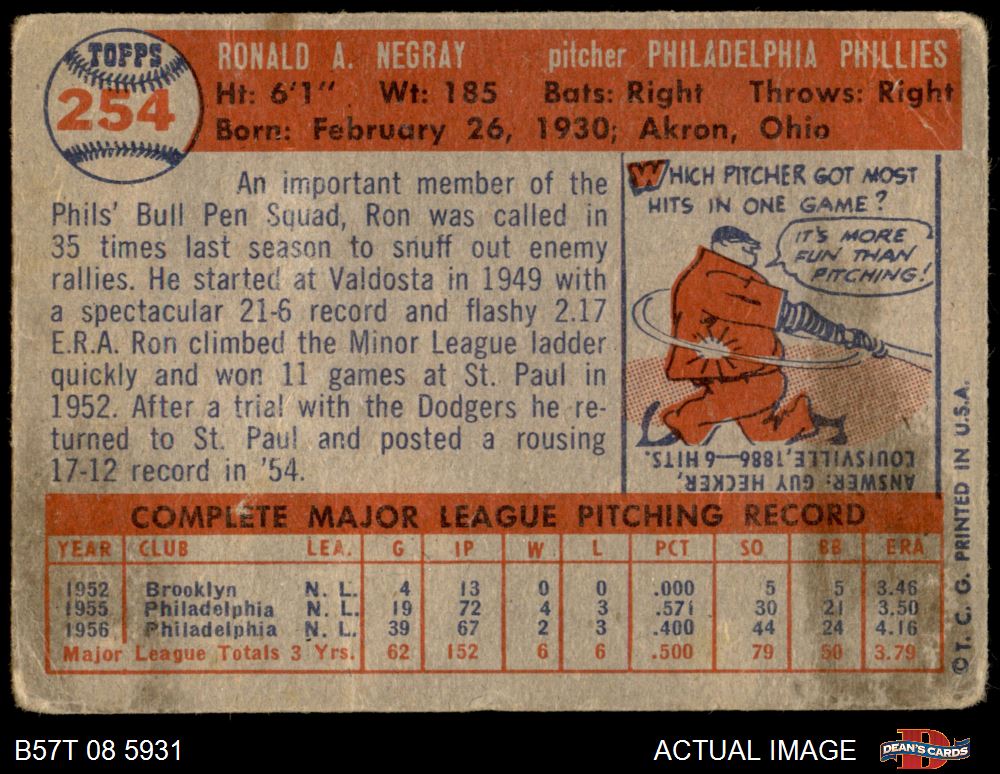 TOPPS
254
RONALD A. NEGRAY pitcher PHILADELPHIA PHILLIES
Ht: 6'1" Wt: 185 Bats: Right Throws: Right
Born: February 26, 1930; Akron, Ohio
An important member of the
Phils' Bull Pen Squad, Ron was called in
35 times last season to snuff out enemy
rallies. He started at Valdosta in 1949 with
a spectacular 21-6 record and flashy 2.17
E.R.A. Ron climbed the Minor League ladder
quickly and won 11 games at St. Paul in
1952. After a trial with the Dodgers he re-
turned to St. Paul and posted a rousing
17-12 record in '54.
WHICH PITCHER GOT MOST
HITS IN ONE GAME?
IT'S MORE
FUN THAN
PITCHING!
ANSWER: GUY HECKER,
LOUISVILLE, 1886—6 HITS.
COMPLETE MAJOR LEAGUE PITCHING RECORD
YEAR CLUB LEA. G IP W L PCT SO BB ERA
1952 Brooklyn N. L. 4 13 0 0 .000 5 5 3.46
1955 Philadelphia N. L. 19 72 4 3 .571 30 21 3.50
1956 Philadelphia N. L. 39 67 2 3 .400 44 24 4.16
Major League Totals 3 Yrs. 62 152 6 6 .500 79 50 3.79
© T. C. G. PRINTED IN U.S.A.
B57T 08 5931
ACTUAL IMAGE
DEAN'S CARDS